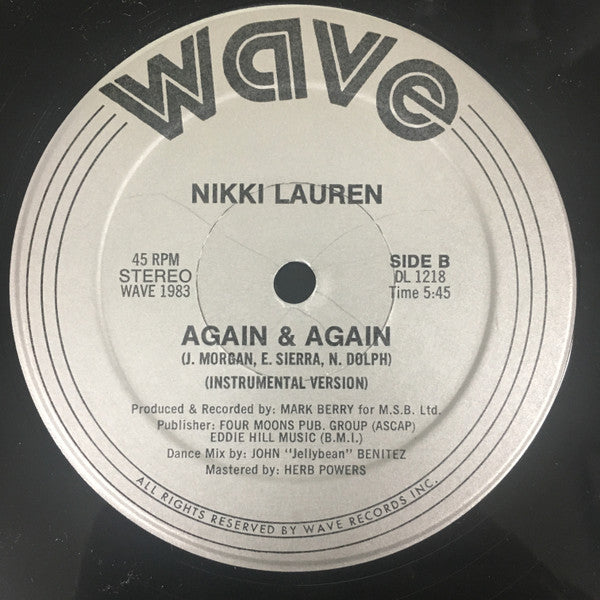 wave
NIKKI LAUREN
45 RPM
STEREO
WAVE 1983
SIDE B
DL 1218
Time 5:45
AGAIN & AGAIN
(J. MORGAN, E. SIERRA, N. DOLPH)
(INSTRUMENTAL VERSION)
Produced & Recorded by: MARK BERRY for M.S.B. Ltd.
Publisher: FOUR MOONS PUB. GROUP (ASCAP)
EDDIE HILL MUSIC (B.M.I.)
Dance Mix by: JOHN "Jellybean" BENITEZ
Mastered by: HERB POWERS
ALL RIGHTS RESERVED BY WAVE RECORDS INC.